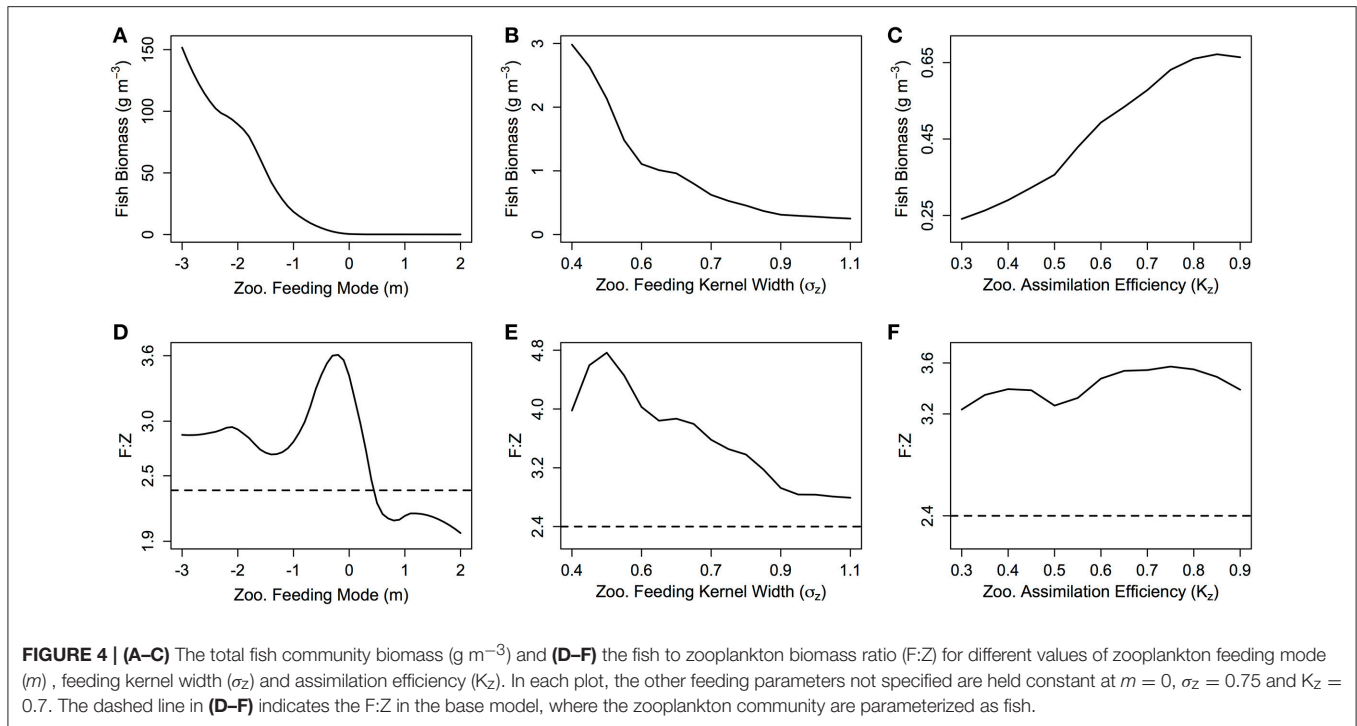 A
Fish Biomass (g m⁻³)
150
100
50
0
-3 -2 -1 0 1 2
Zoo. Feeding Mode (m)
B
Fish Biomass (g m⁻³)
3
2
1
0
0.4 0.5 0.6 0.7 0.8 0.9 1.1
Zoo. Feeding Kernel Width (σz)
C
Fish Biomass (g m⁻³)
0.65
0.45
0.25
0.3 0.4 0.5 0.6 0.7 0.8 0.9
Zoo. Assimilation Efficiency (Kz)
D
F:Z
3.6
3.0
2.5
1.9
-3 -2 -1 0 1 2
Zoo. Feeding Mode (m)
E
F:Z
4.8
4.0
3.2
2.4
0.4 0.5 0.6 0.7 0.8 0.9 1.1
Zoo. Feeding Kernel Width (σz)
F
F:Z
3.6
3.2
2.4
0.3 0.4 0.5 0.6 0.7 0.8 0.9
Zoo. Assimilation Efficiency (Kz)
FIGURE 4 | (A–C) The total fish community biomass (g m⁻³) and (D–F) the fish to zooplankton biomass ratio (F:Z) for different values of zooplankton feeding mode
(m) , feeding kernel width (σz) and assimilation efficiency (Kz). In each plot, the other feeding parameters not specified are held constant at m = 0, σz = 0.75 and Kz =
0.7. The dashed line in (D–F) indicates the F:Z in the base model, where the zooplankton community are parameterized as fish.